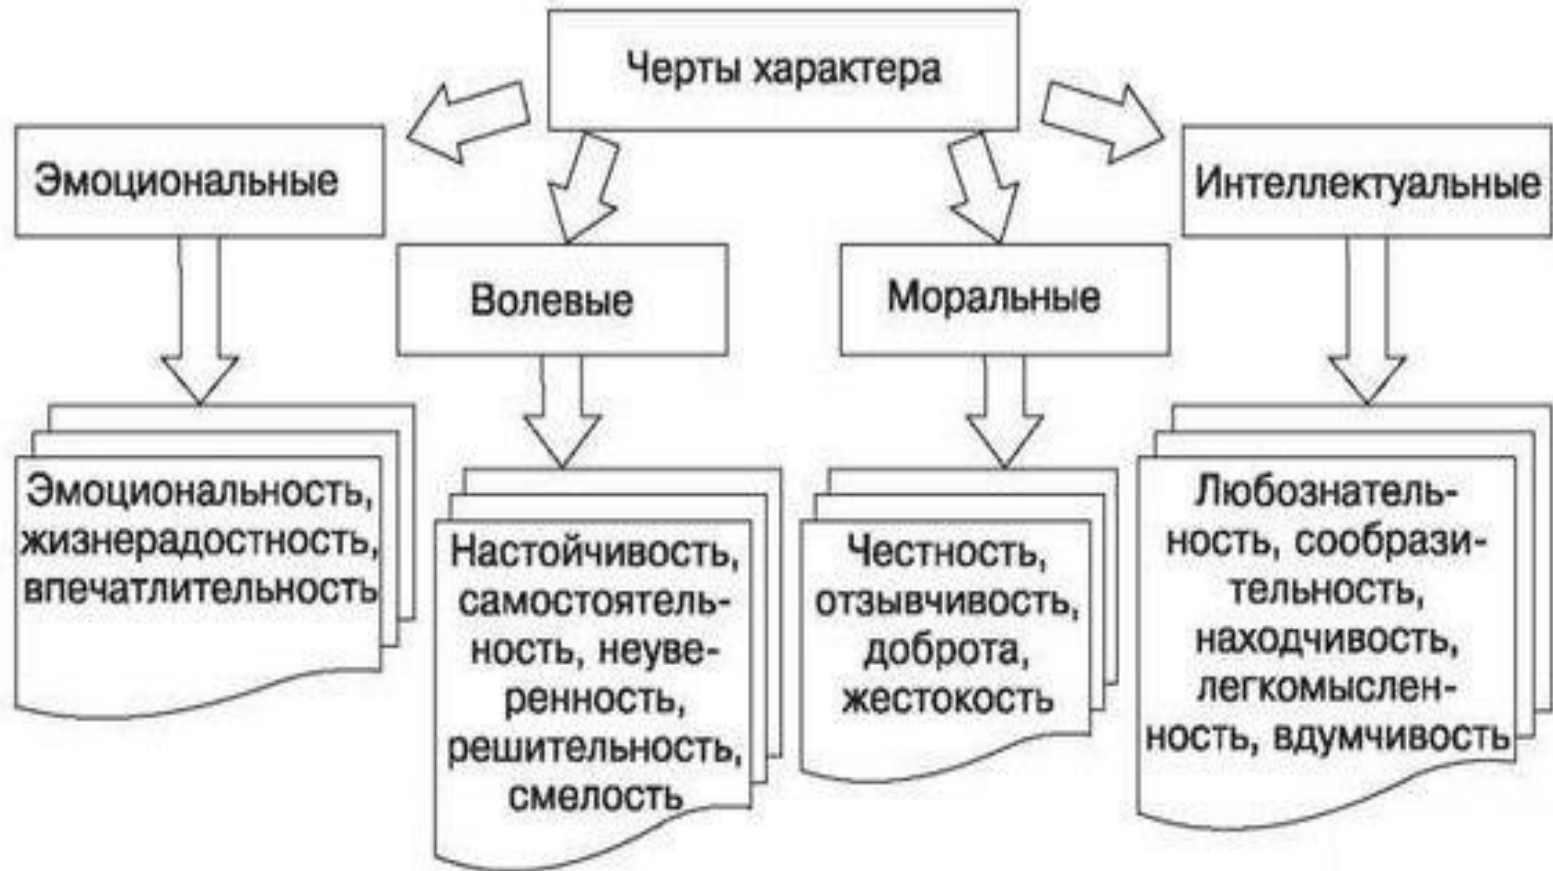 Черты характера
Эмоциональные
Волевые
Моральные
Интеллектуальные
Эмоциональность,
жизнерадостность,
впечатлительность
Настойчивость,
самостоятель-
ность, неуве-
ренность,
решительность,
смелость
Честность,
отзывчивость,
доброта,
жестокость
Любознатель-
ность, сообрази-
тельность,
находчивость,
легкомыслен-
ность, вдумчивость